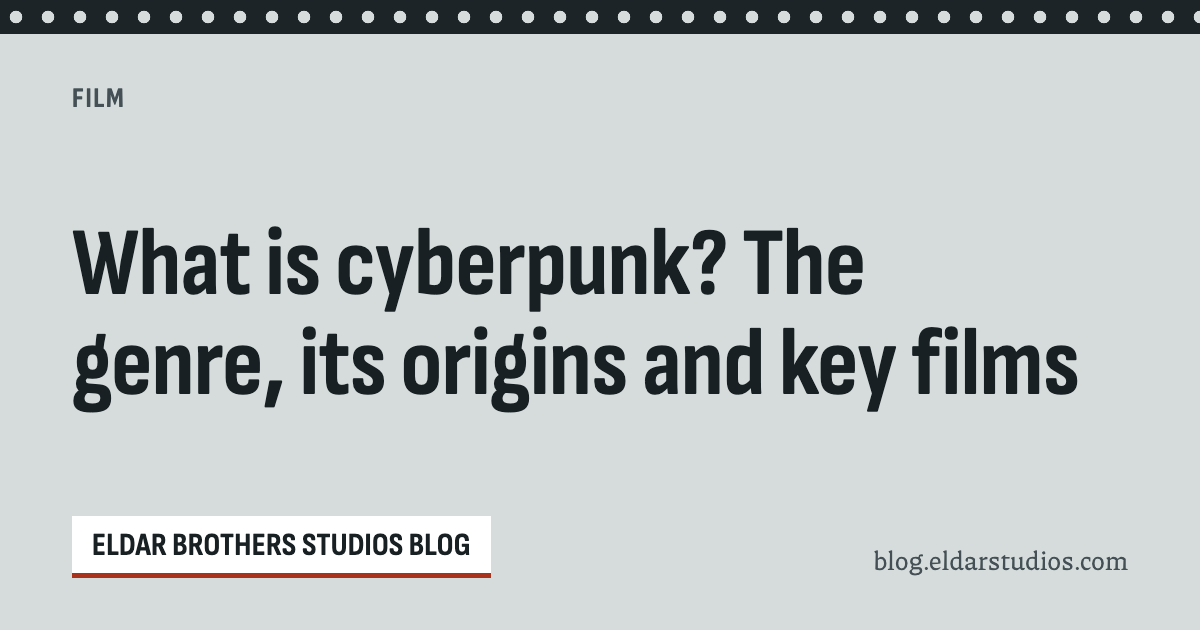 FILM
What is cyberpunk? The
genre, its origins and key films
ELDAR BROTHERS STUDIOS BLOG
blog.eldarstudios.com